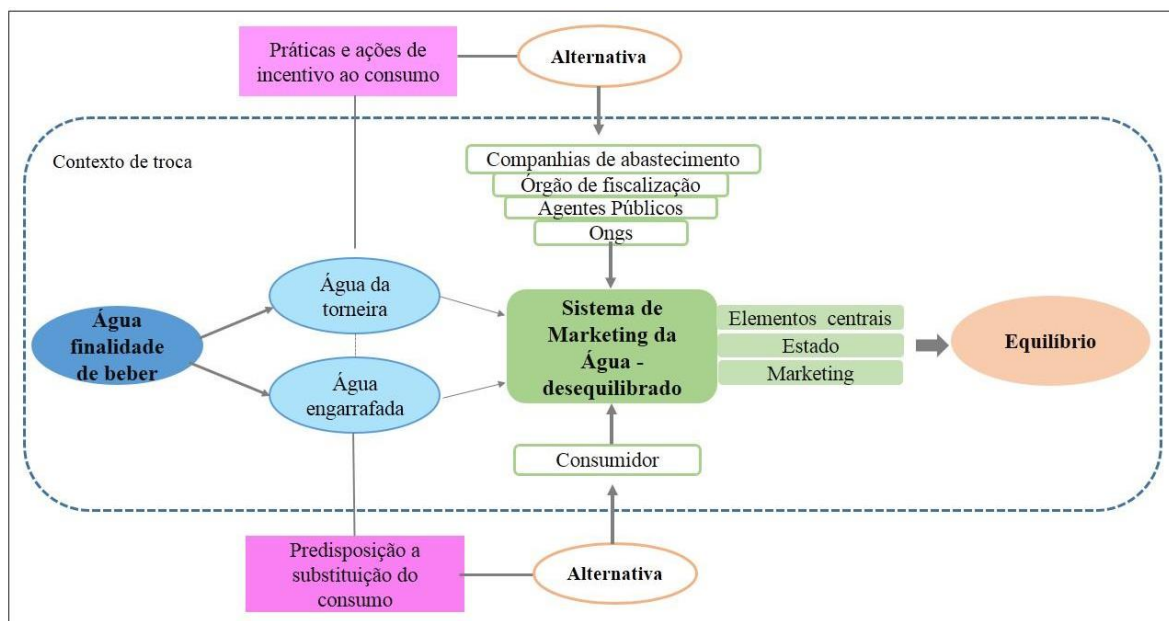 Práticas e ações de
incentivo ao consumo
Alternativa
Contexto de troca
Companhias de abastecimento
Órgão de fiscalização
Agentes Públicos
Ongs
Água da
torneira
Água
finalidade
de beber
Água
engarrafada
Sistema de
Marketing da
Água -
desequilibrado
Elementos centrais
Estado
Marketing
Equilíbrio
Consumidor
Predisposição a
substituição do
consumo
Alternativa